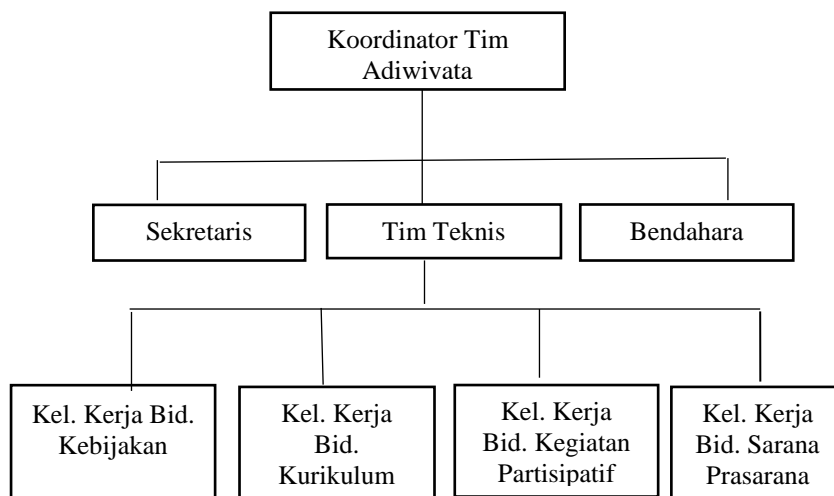 Koordinator Tim
Adiwivata
Sekretaris
Tim Teknis
Bendahara
Kel. Kerja Bid.
Kebijakan
Kel. Kerja
Bid.
Kurikulum
Kel. Kerja
Bid. Kegiatan
Partisipatif
Kel. Kerja
Bid. Sarana
Prasarana